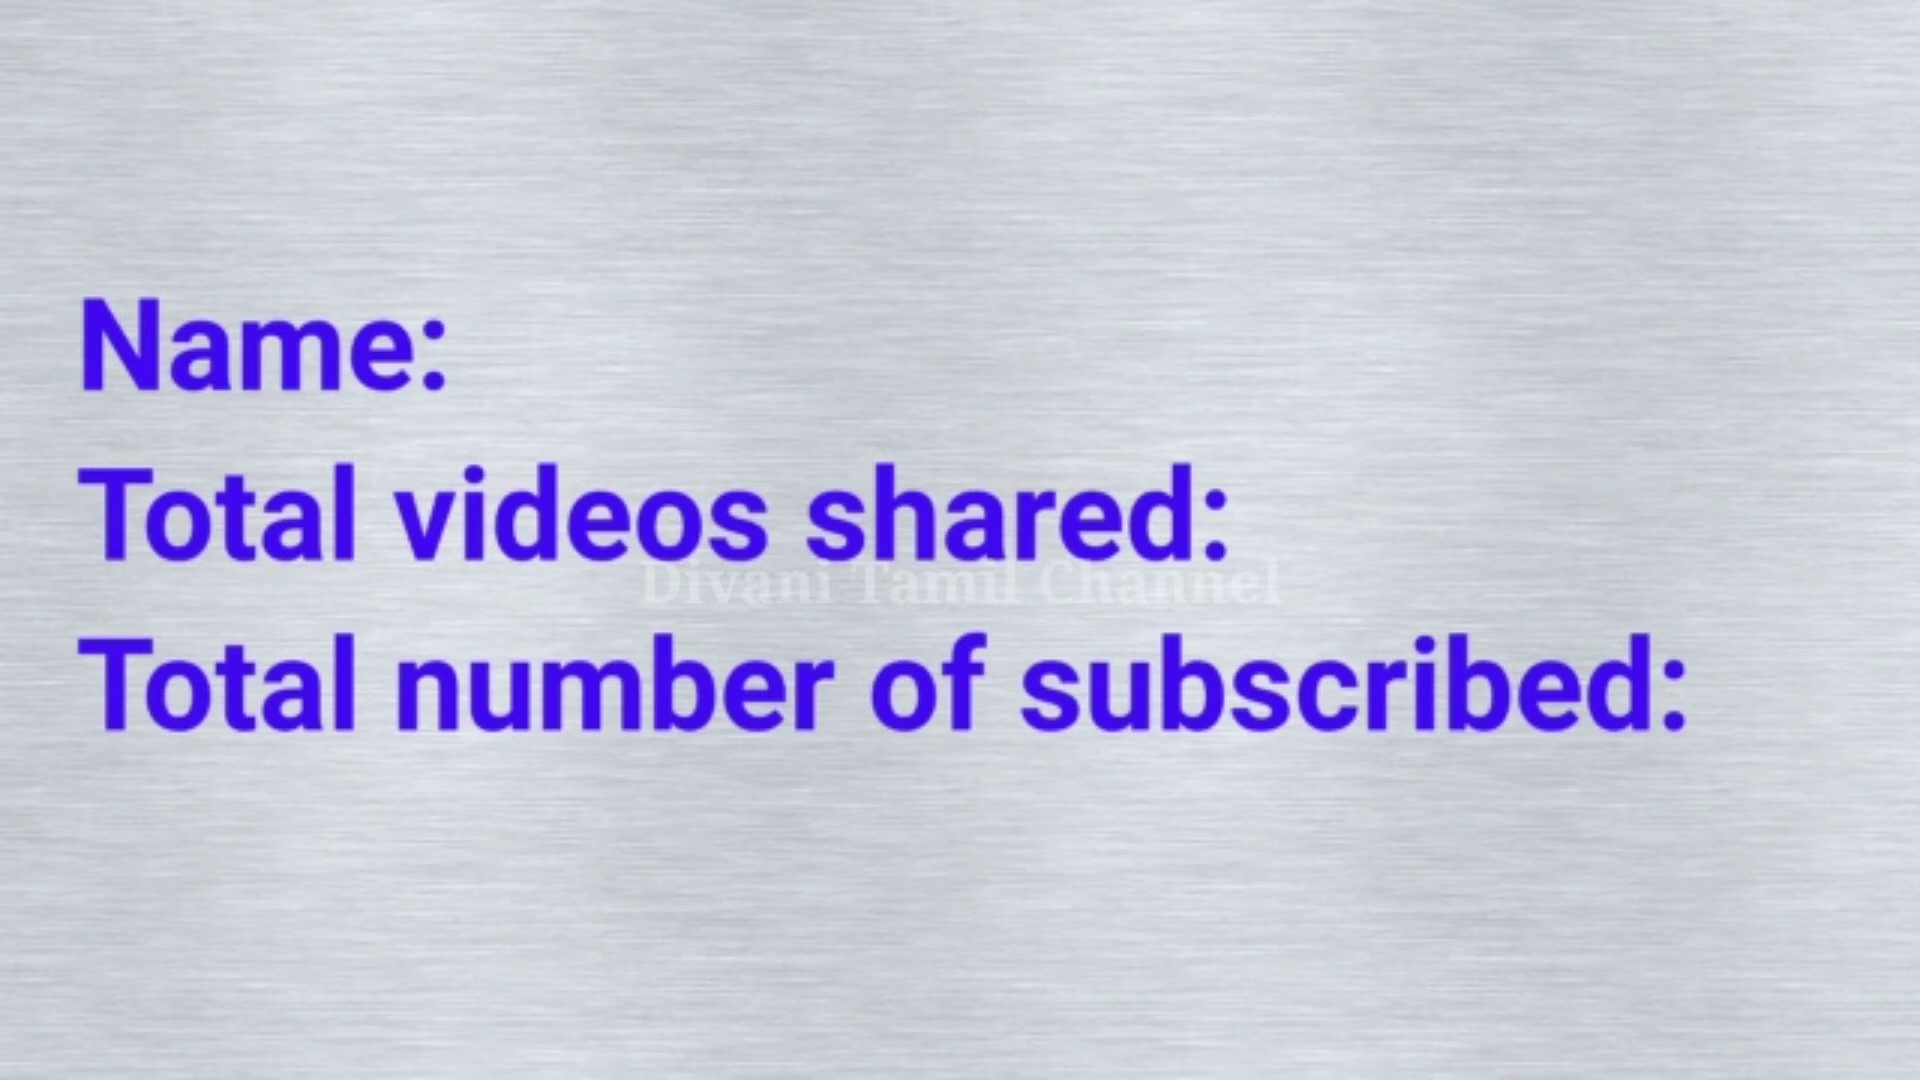 Name:
Total videos shared:
Divani Tamil Channel
Total number of subscribed: